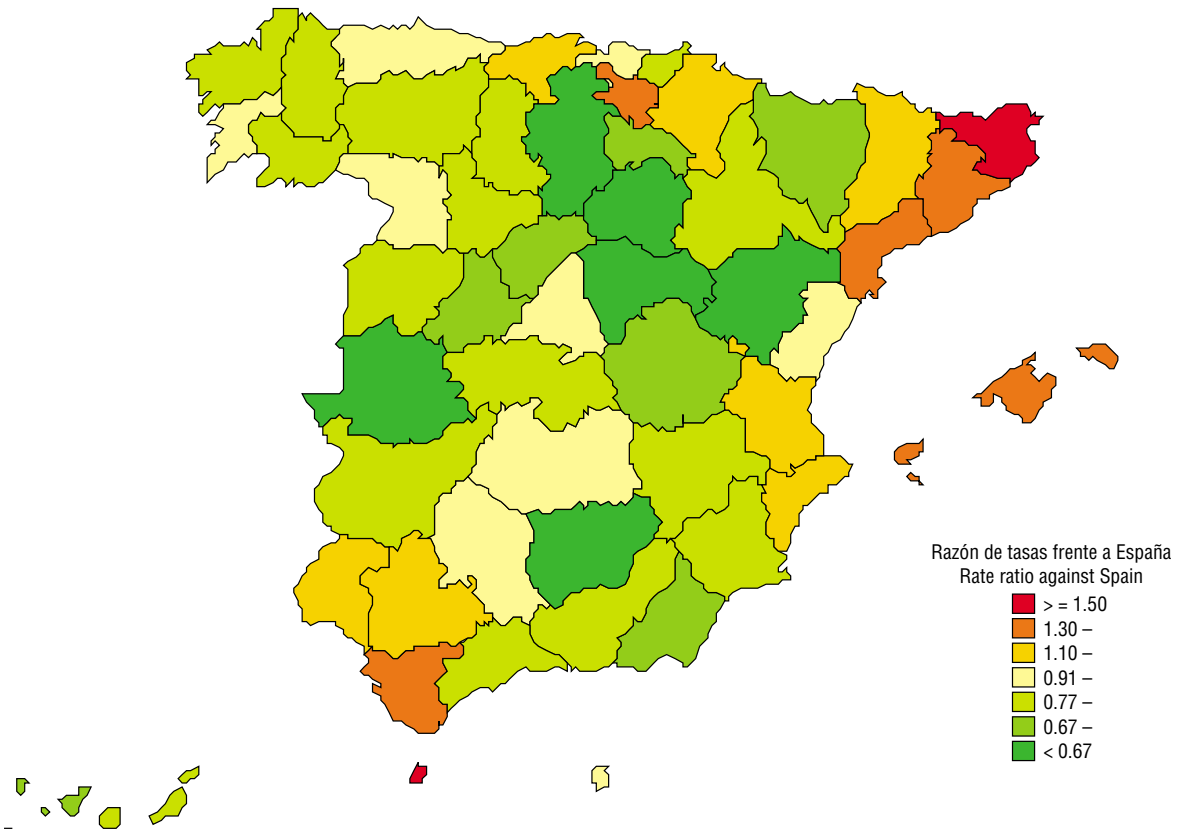 Razón de tasas frente a España
Rate ratio against Spain
> = 1.50
1.30 –
1.10 –
0.91 –
0.77 –
0.67 –
< 0.67